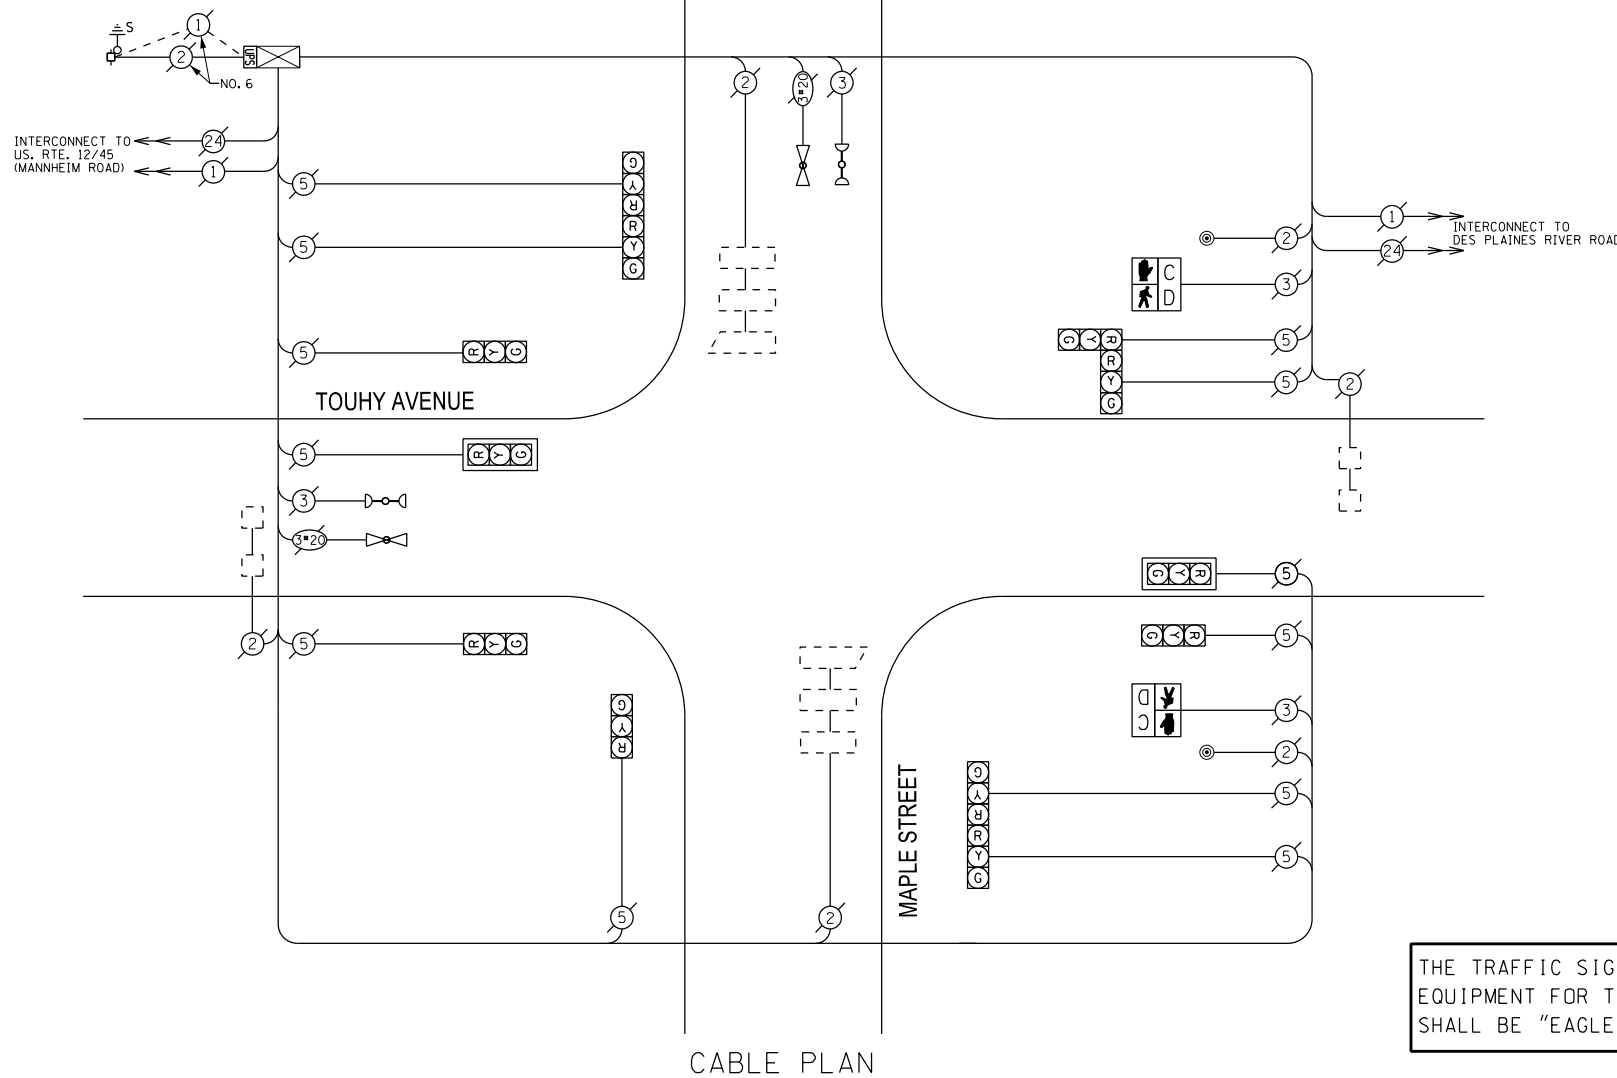 S
1
2
UPS
NO. 6
2
3#20
3
INTERCONNECT TO
US. RTE. 12/45
(MANNHEIM ROAD)
24
1
5
G
Y
R
R
Y
G
5
1
INTERCONNECT TO
DES PLAINES RIVER ROAD
24
2
C
D
3
G Y R
R
Y
G
5
5
2
5
R Y G
TOUHY AVENUE
5
R Y G
3
3#20
2
5
R Y G
G Y R
5
G Y R
5
D
C
3
2
G
Y
R
5
G
Y
R
R
Y
G
5
5
MAPLE STREET
5
2
THE TRAFFIC SIG
EQUIPMENT FOR T
SHALL BE "EAGLE
CABLE PLAN